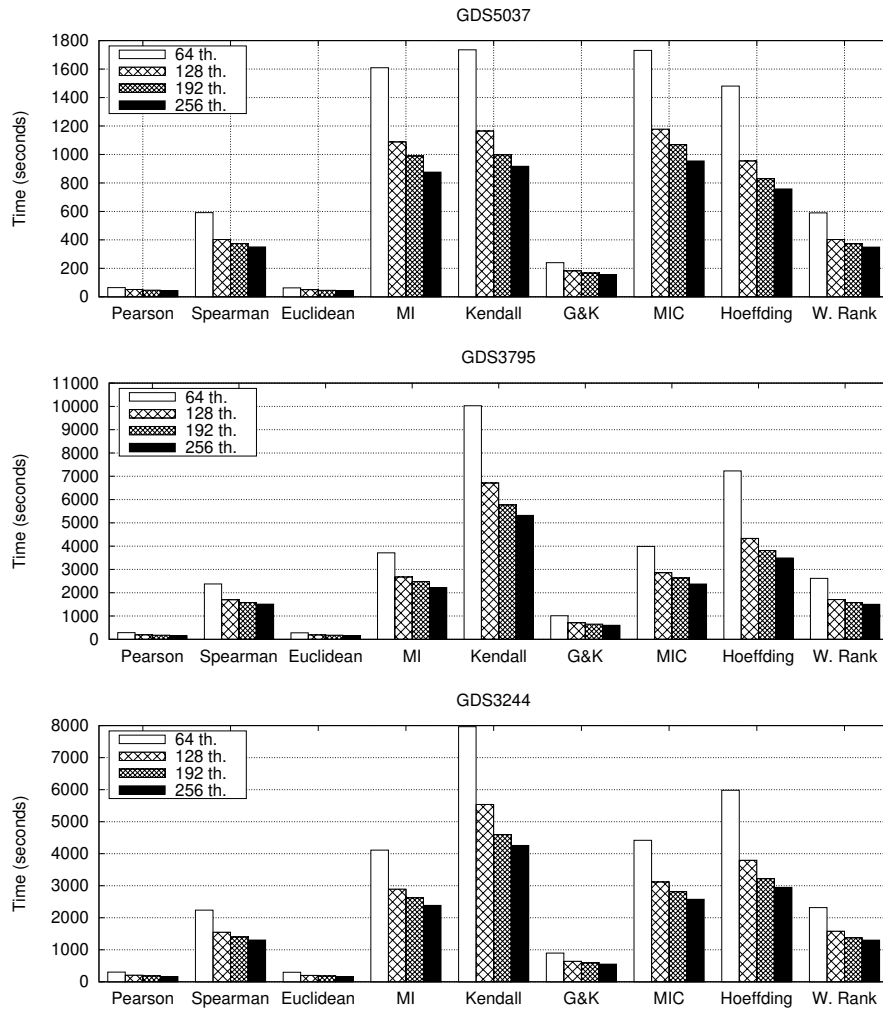 GDS5037
1800
1600
1400
1200
1000
800
600
400
200
0
Time (seconds)
64 th.
128 th.
192 th.
256 th.
Pearson Spearman Euclidean MI Kendall G&K MIC Hoeffding W. Rank
GDS3795
11000
10000
9000
8000
7000
6000
5000
4000
3000
2000
1000
0
Time (seconds)
64 th.
128 th.
192 th.
256 th.
Pearson Spearman Euclidean MI Kendall G&K MIC Hoeffding W. Rank
GDS3244
8000
7000
6000
5000
4000
3000
2000
1000
0
Time (seconds)
64 th.
128 th.
192 th.
256 th.
Pearson Spearman Euclidean MI Kendall G&K MIC Hoeffding W. Rank